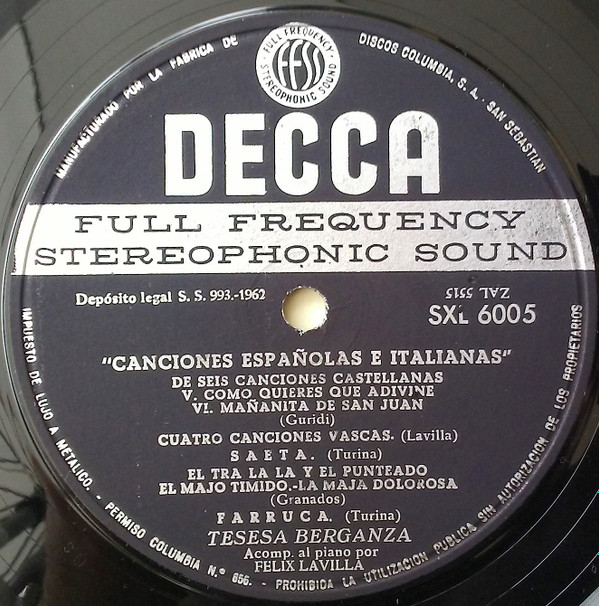 MANUFACTURADO POR LA FABRICA DE DISCOS COLUMBIA, S. A. - SAN SEBASTIAN
FULL FREQUENCY
FFSS
STEREOPHONIC SOUND
DECCA
FULL FREQUENCY
STEREOPHONIC SOUND
Depósito legal S. S. 993.-1962
ZAL 5515
SXL 6005
"CANCIONES ESPAÑOLAS E ITALIANAS"
DE SEIS CANCIONES CASTELLANAS
V. COMO QUIERES QUE ADIVINE
VI. MAÑANITA DE SAN JUAN
(Guridi)
CUATRO CANCIONES VASCAS. (Lavilla)
SAETA. (Turina)
EL TRA LA LA Y EL PUNTEADO
EL MAJO TIMIDO.-LA MAJA DOLOROSA
(Granados)
FARRUCA. (Turina)
TESESA BERGANZA
Acomp. al piano por
FELIX LAVILLA
IMPUESTO DE LUJO A METALICO. - PERMISO COLUMBIA N.º 656. - PROHIBIDA LA UTILIZACION PUBLICA SIN AUTORIZACION DE LOS PROPIETARIOS